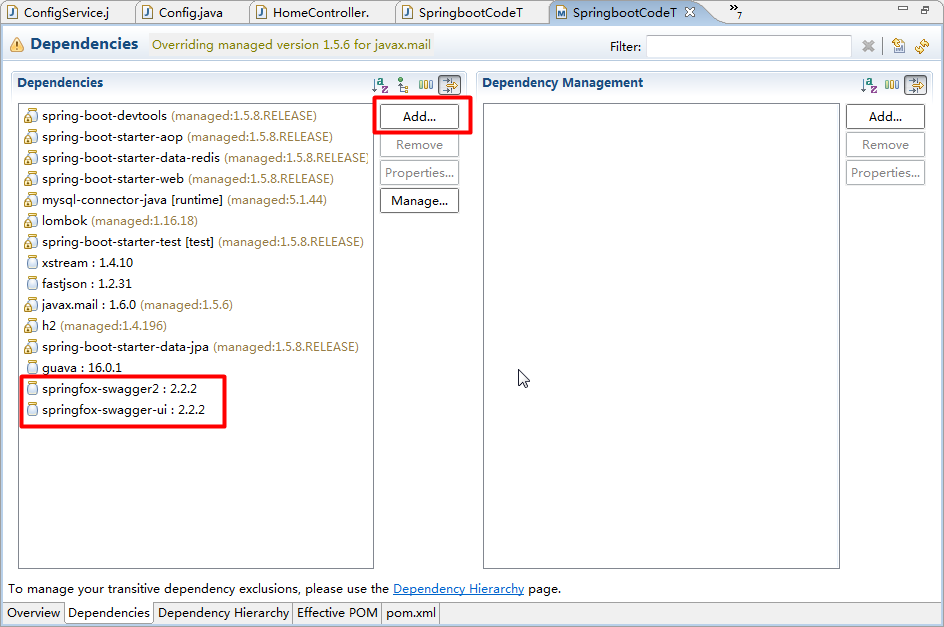 ConfigService.j Config.java HomeController. SpringbootCodeT SpringbootCodeT »7
Dependencies Overriding managed version 1.5.6 for javax.mail Filter:
Dependencies
Dependency Management
spring-boot-devtools (managed:1.5.8.RELEASE)
spring-boot-starter-aop (managed:1.5.8.RELEASE)
spring-boot-starter-data-redis (managed:1.5.8.RELEASE)
spring-boot-starter-web (managed:1.5.8.RELEASE)
mysql-connector-java [runtime] (managed:5.1.44)
lombok (managed:1.16.18)
spring-boot-starter-test [test] (managed:1.5.8.RELEASE)
xstream : 1.4.10
fastjson : 1.2.31
javax.mail : 1.6.0 (managed:1.5.6)
h2 (managed:1.4.196)
spring-boot-starter-data-jpa (managed:1.5.8.RELEASE)
guava : 16.0.1
springfox-swagger2 : 2.2.2
springfox-swagger-ui : 2.2.2
Add...
Remove
Properties...
Manage...
Add...
Remove
Properties...
To manage your transitive dependency exclusions, please use the Dependency Hierarchy page.
Overview Dependencies Dependency Hierarchy Effective POM pom.xml